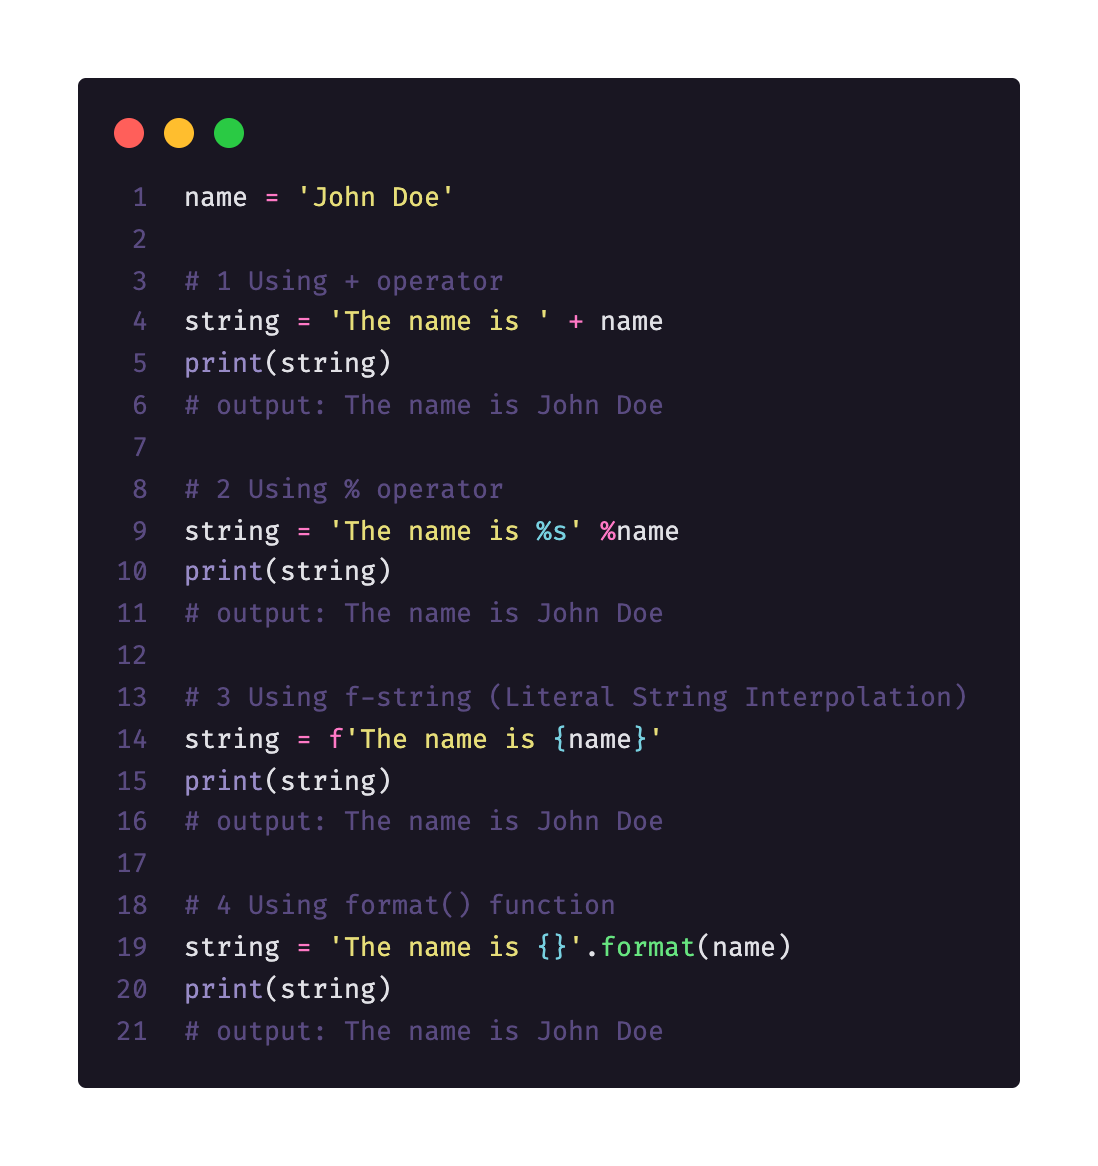 1 name = 'John Doe'
2
3 # 1 Using + operator
4 string = 'The name is ' + name
5 print(string)
6 # output: The name is John Doe
7
8 # 2 Using % operator
9 string = 'The name is %s' %name
10 print(string)
11 # output: The name is John Doe
12
13 # 3 Using f-string (Literal String Interpolation)
14 string = f'The name is {name}'
15 print(string)
16 # output: The name is John Doe
17
18 # 4 Using format() function
19 string = 'The name is {}'.format(name)
20 print(string)
21 # output: The name is John Doe